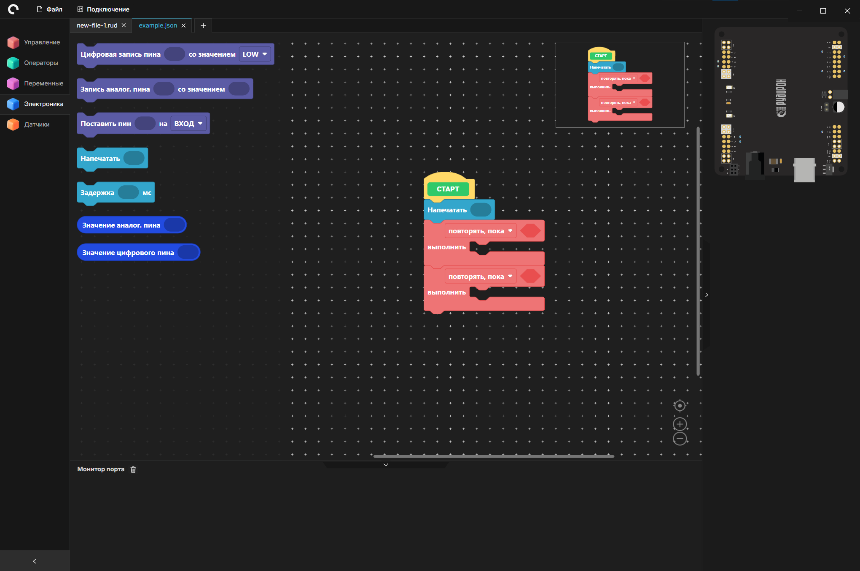 Файл Подключение
new-file-1.rud × example.json × +
Управление
Операторы
Переменные
Электроника
Датчики
Цифровая запись пина со значением LOW
Запись аналог. пина со значением
Поставить пин на ВХОД
Напечатать
Задержка мс
Значение аналог. пина
Значение цифрового пина
СТАРТ
Напечатать
повторять, пока
выполнить
повторять, пока
выполнить
СТАРТ
Напечатать
повторять, пока
выполнить
повторять, пока
выполнить
Монитор порта